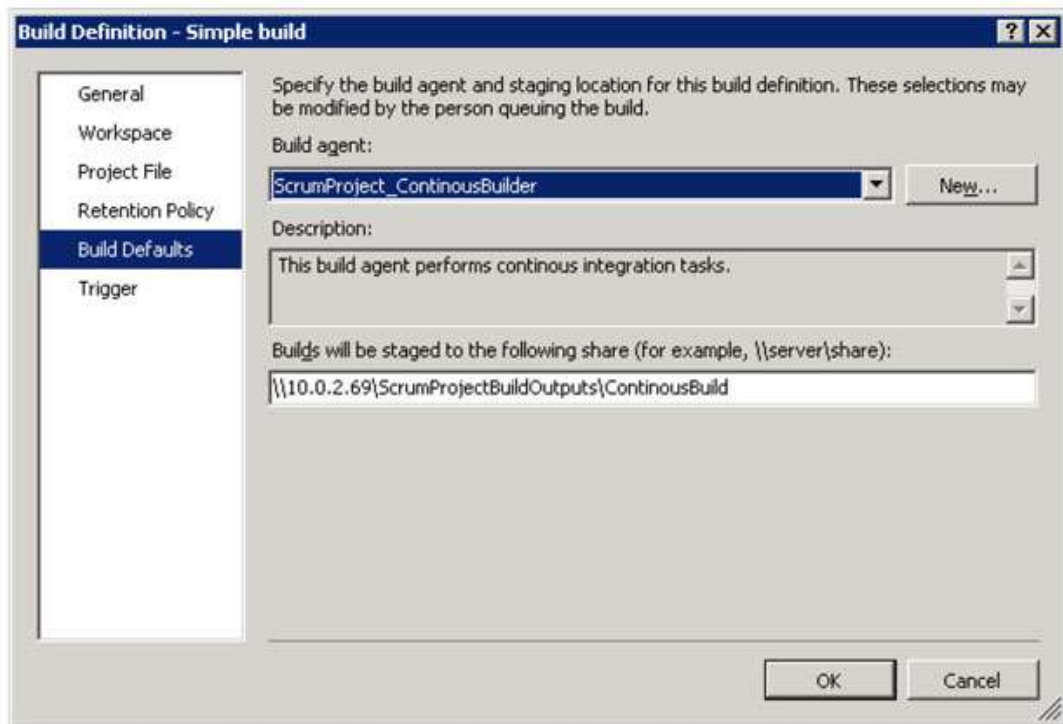 Build Definition - Simple build
General
Workspace
Project File
Retention Policy
Build Defaults
Trigger
Specify the build agent and staging location for this build definition. These selections may
be modified by the person queuing the build.
Build agent:
ScrumProject_ContinousBuilder
New...
Description:
This build agent performs continous integration tasks.
Builds will be staged to the following share (for example, \\server\share):
\\10.0.2.69\ScrumProjectBuildOutputs\ContinousBuild
OK
Cancel